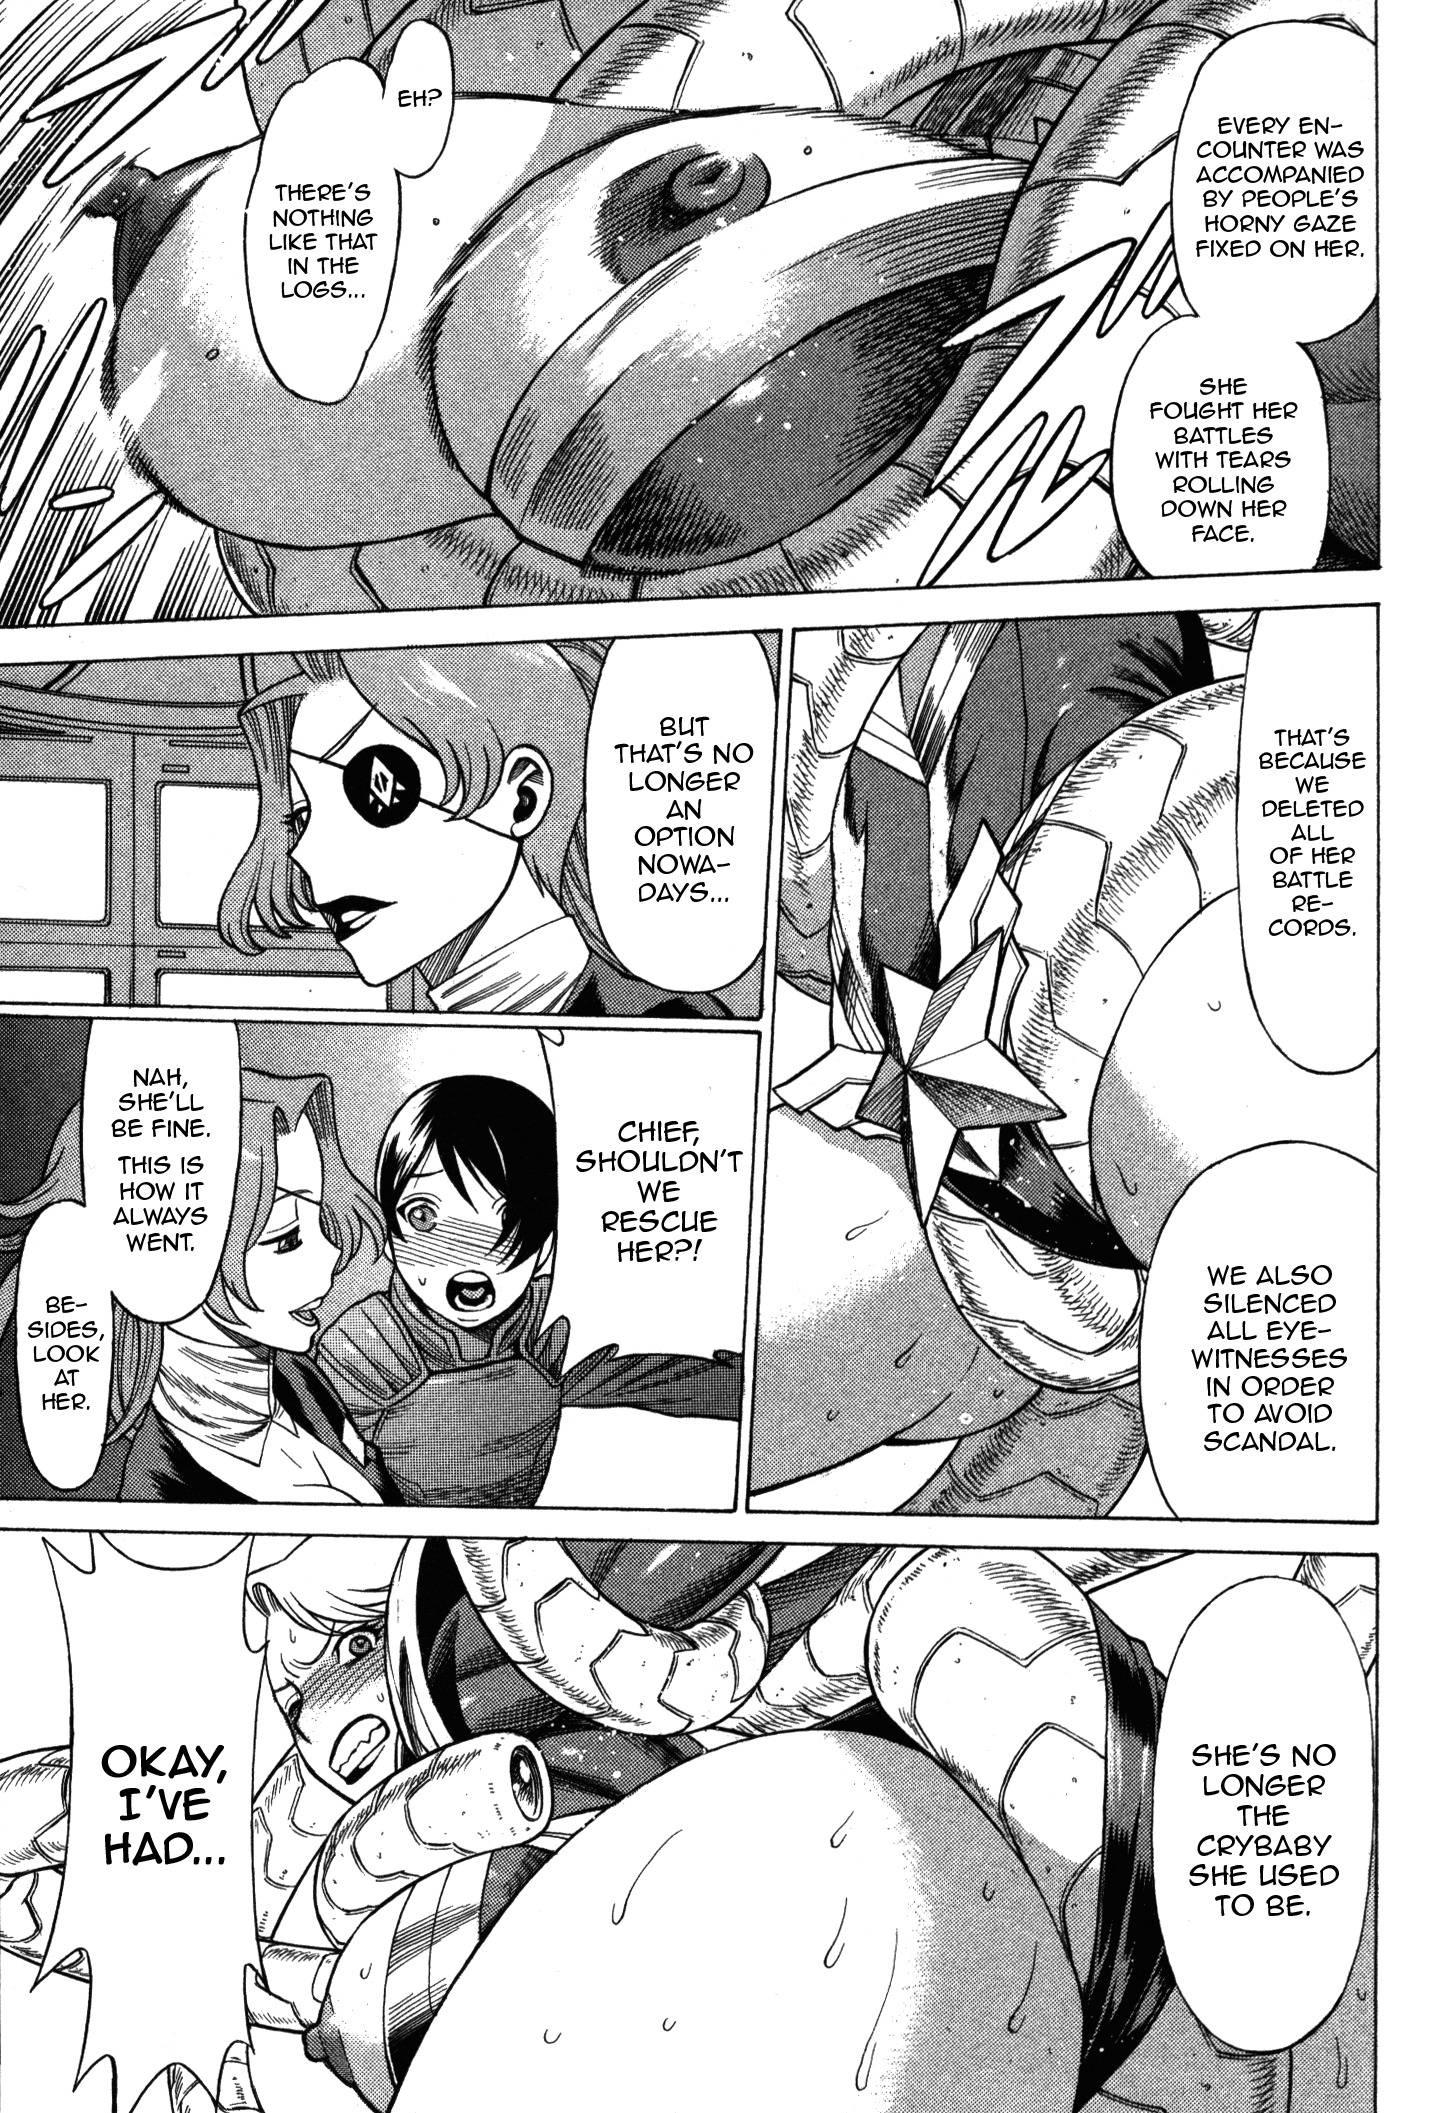 EVERY EN-
COUNTER WAS
ACCOMPANIED
BY PEOPLE'S
HORNY GAZE
FIXED ON HER.
SHE
FOUGHT HER
BATTLES
WITH TEARS
ROLLING
DOWN HER
FACE.
EH?
THERE'S
NOTHING
LIKE THAT
IN THE
LOGS...
THAT'S
BECAUSE
WE
DELETED
ALL
OF HER
BATTLE
RE-
CORDS.
WE ALSO
SILENCED
ALL EYE-
WITNESSES
IN ORDER
TO AVOID
SCANDAL.
BUT
THAT'S NO
LONGER
AN
OPTION
NOWA-
DAYS...
CHIEF,
SHOULDN'T
WE
RESCUE
HER?!
NAH,
SHE'LL
BE FINE.
THIS IS
HOW IT
ALWAYS
WENT.
BE-
SIDES,
LOOK
AT
HER.
SHE'S NO
LONGER
THE
CRYBABY
SHE USED
TO BE.
OKAY,
I'VE
HAD...